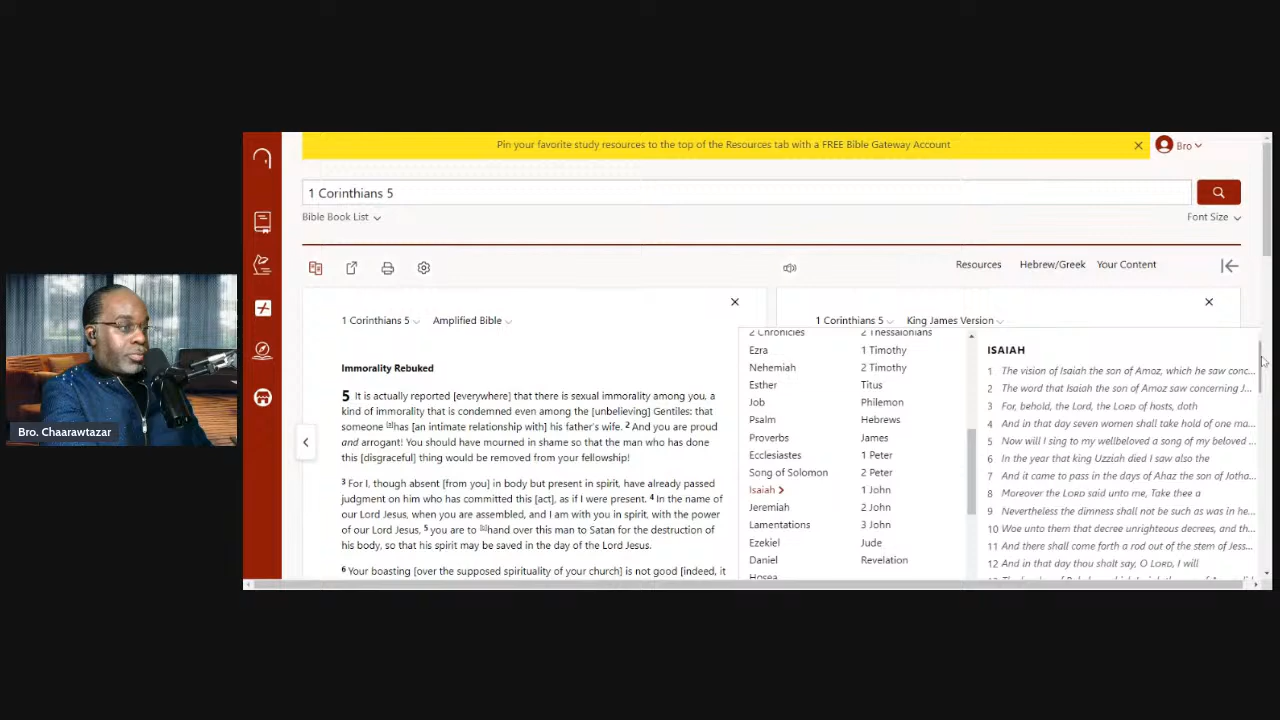 Pin your favorite study resources to the top of the Resources tab with a FREE Bible Gateway Account
Bro
1 Corinthians 5
Bible Book List
Font Size
Resources
Hebrew/Greek
Your Content
1 Corinthians 5
Amplified Bible
Immorality Rebuked
5 It is actually reported [everywhere] that there is sexual immorality among you, a
kind of immorality that is condemned even among the [unbelieving] Gentiles: that
someone [a]has [an intimate relationship with] his father's wife. 2 And you are proud
and arrogant! You should have mourned in shame so that the man who has done
this [disgraceful] thing would be removed from your fellowship!
3 For I, though absent [from you] in body but present in spirit, have already passed
judgment on him who has committed this [act], as if I were present. 4 In the name of
our Lord Jesus, when you are assembled, and I am with you in spirit, with the power
of our Lord Jesus, 5 you are to hand over this man to Satan for the destruction of
his body, so that his spirit may be saved in the day of the Lord Jesus.
6 Your boasting [over the supposed spirituality of your church] is not good [indeed, it
1 Corinthians 5
King James Version
2 Chronicles
Ezra
Nehemiah
Esther
Job
Psalm
Proverbs
Ecclesiastes
Song of Solomon
Isaiah
Jeremiah
Lamentations
Ezekiel
Daniel
Hosea
2 Thessalonians
1 Timothy
2 Timothy
Titus
Philemon
Hebrews
James
1 Peter
2 Peter
1 John
2 John
3 John
Jude
Revelation
ISAIAH
1 The vision of Isaiah the son of Amoz, which he saw conc...
2 The word that Isaiah the son of Amoz saw concerning J...
3 For, behold, the Lord, the LORD of hosts, doth
4 And in that day seven women shall take hold of one ma...
5 Now will I sing to my wellbeloved a song of my beloved ...
6 In the year that king Uzziah died I saw also the
7 And it came to pass in the days of Ahaz the son of Jotha...
8 Moreover the LORD said unto me, Take thee a
9 Nevertheless the dimness shall not be such as was in he...
10 Woe unto them that decree unrighteous decrees, and th...
11 And there shall come forth a rod out of the stem of Jess...
12 And in that day thou shalt say, O LORD, I will
Bro. Chaarawtazar